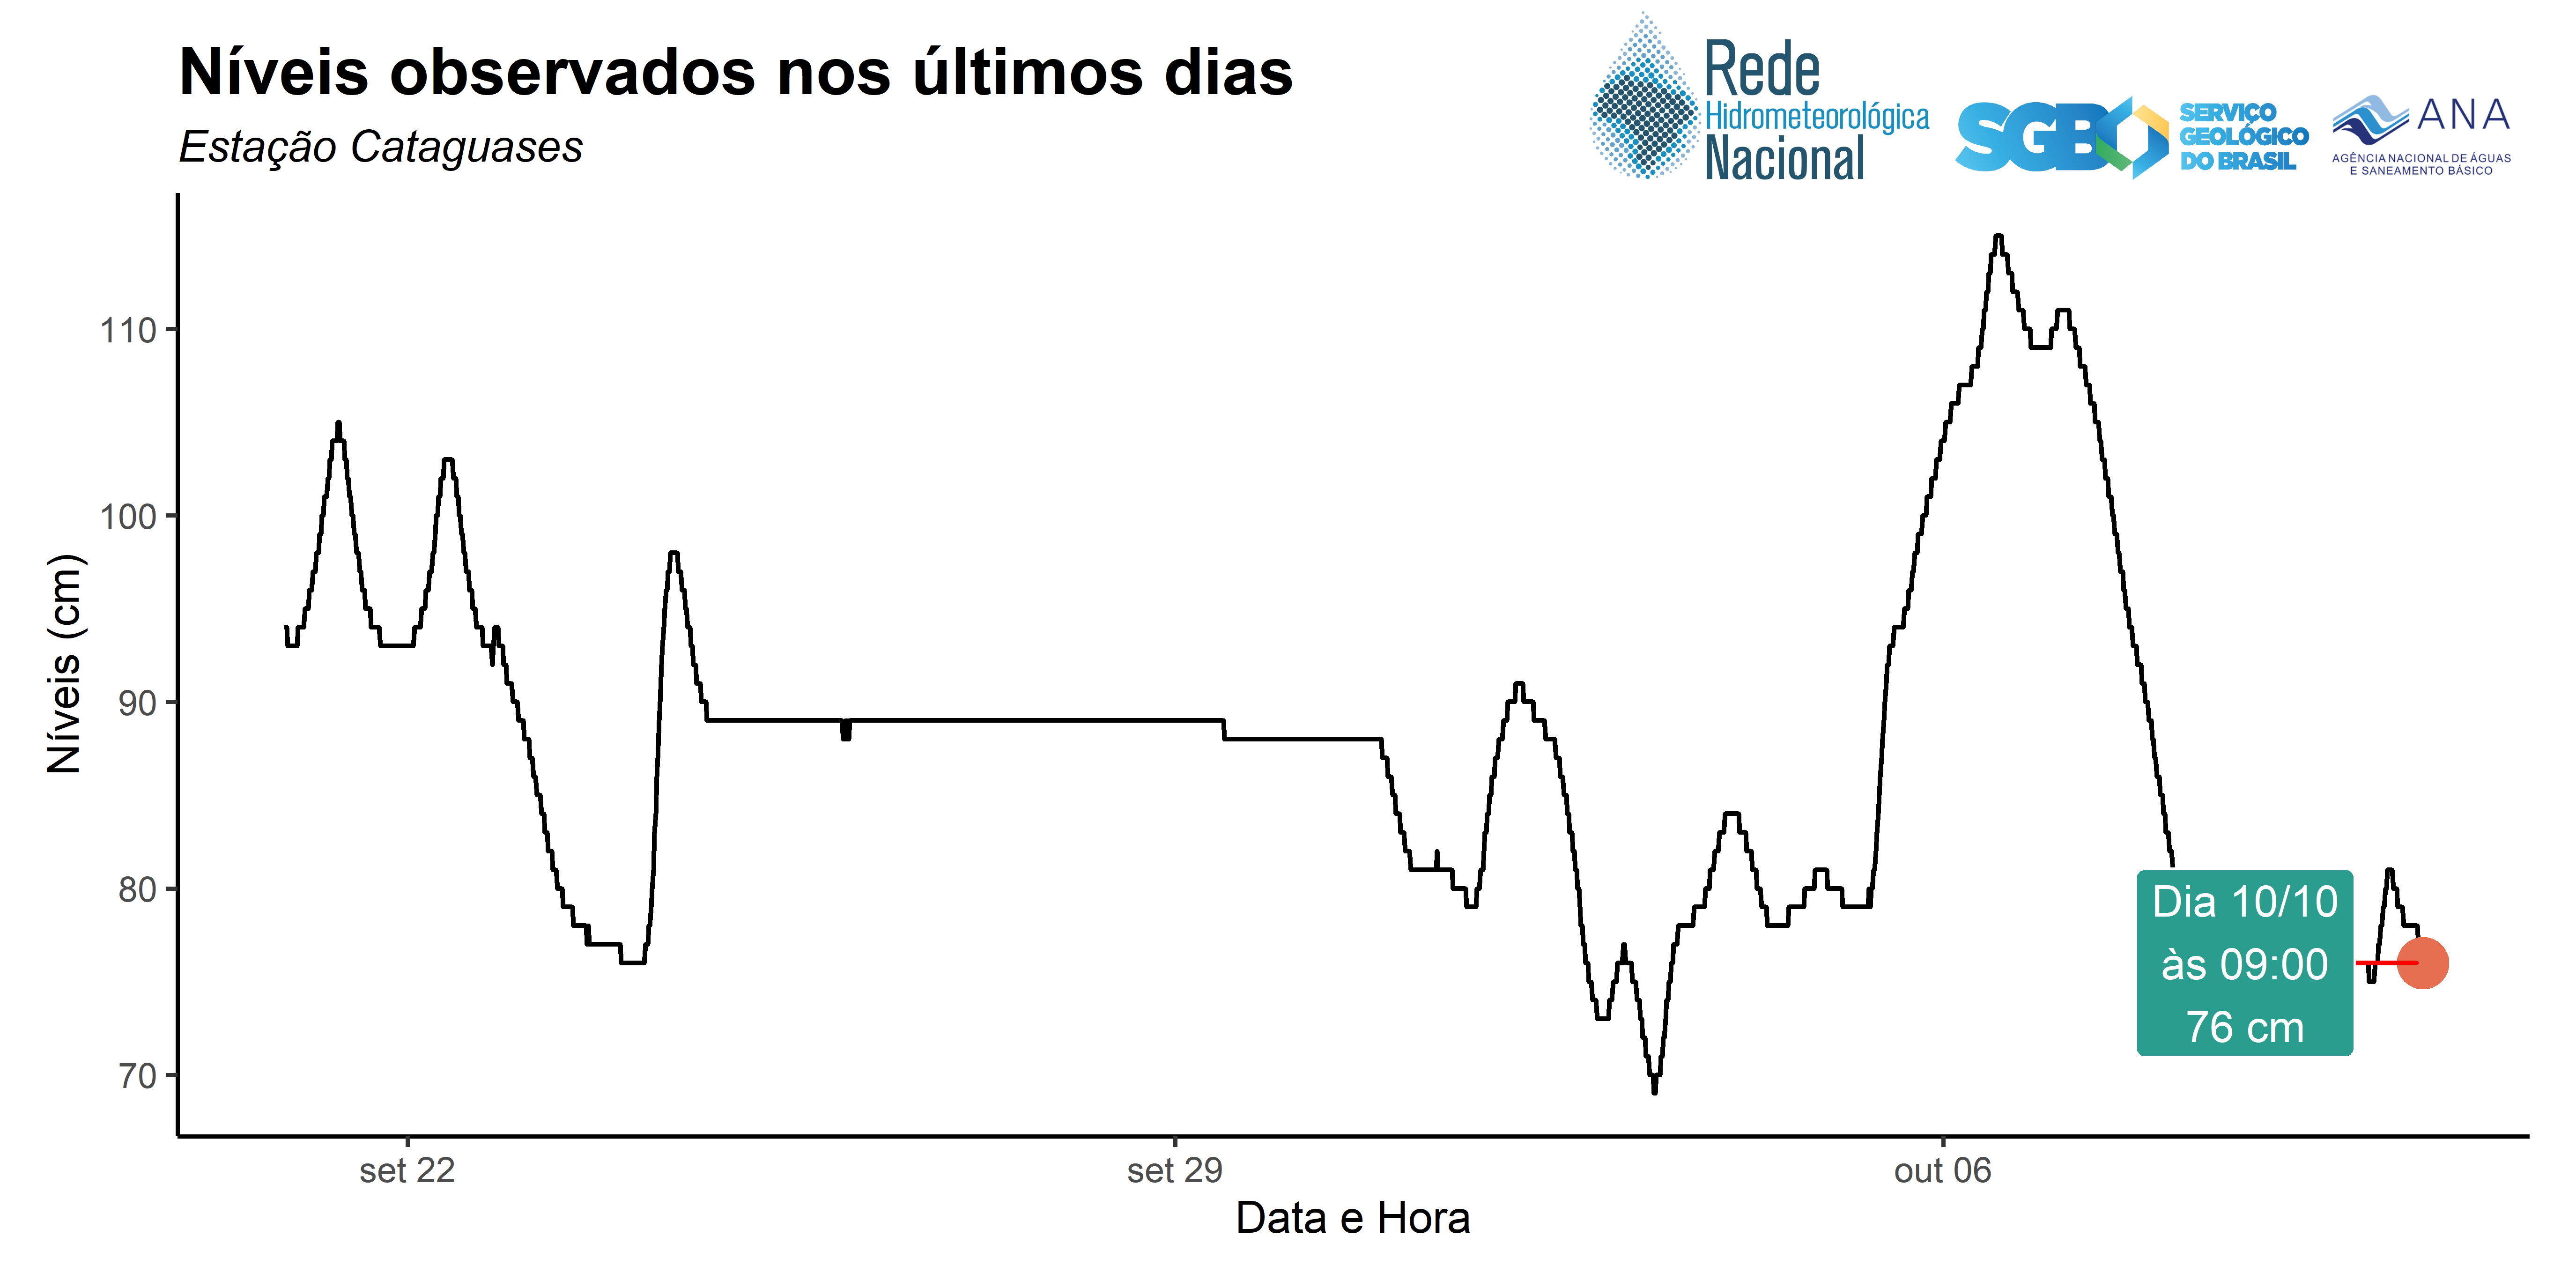 Níveis observados nos últimos dias
Estação Cataguases
Rede
Hidrometeorológica
Nacional
SGB
SERVIÇO
GEOLÓGICO
DO BRASIL
ANA
AGÊNCIA NACIONAL DE ÁGUAS
E SANEAMENTO BÁSICO
Níveis (cm)
110
100
90
80
70
Dia 10/10
às 09:00
76 cm
set 22
set 29
out 06
Data e Hora